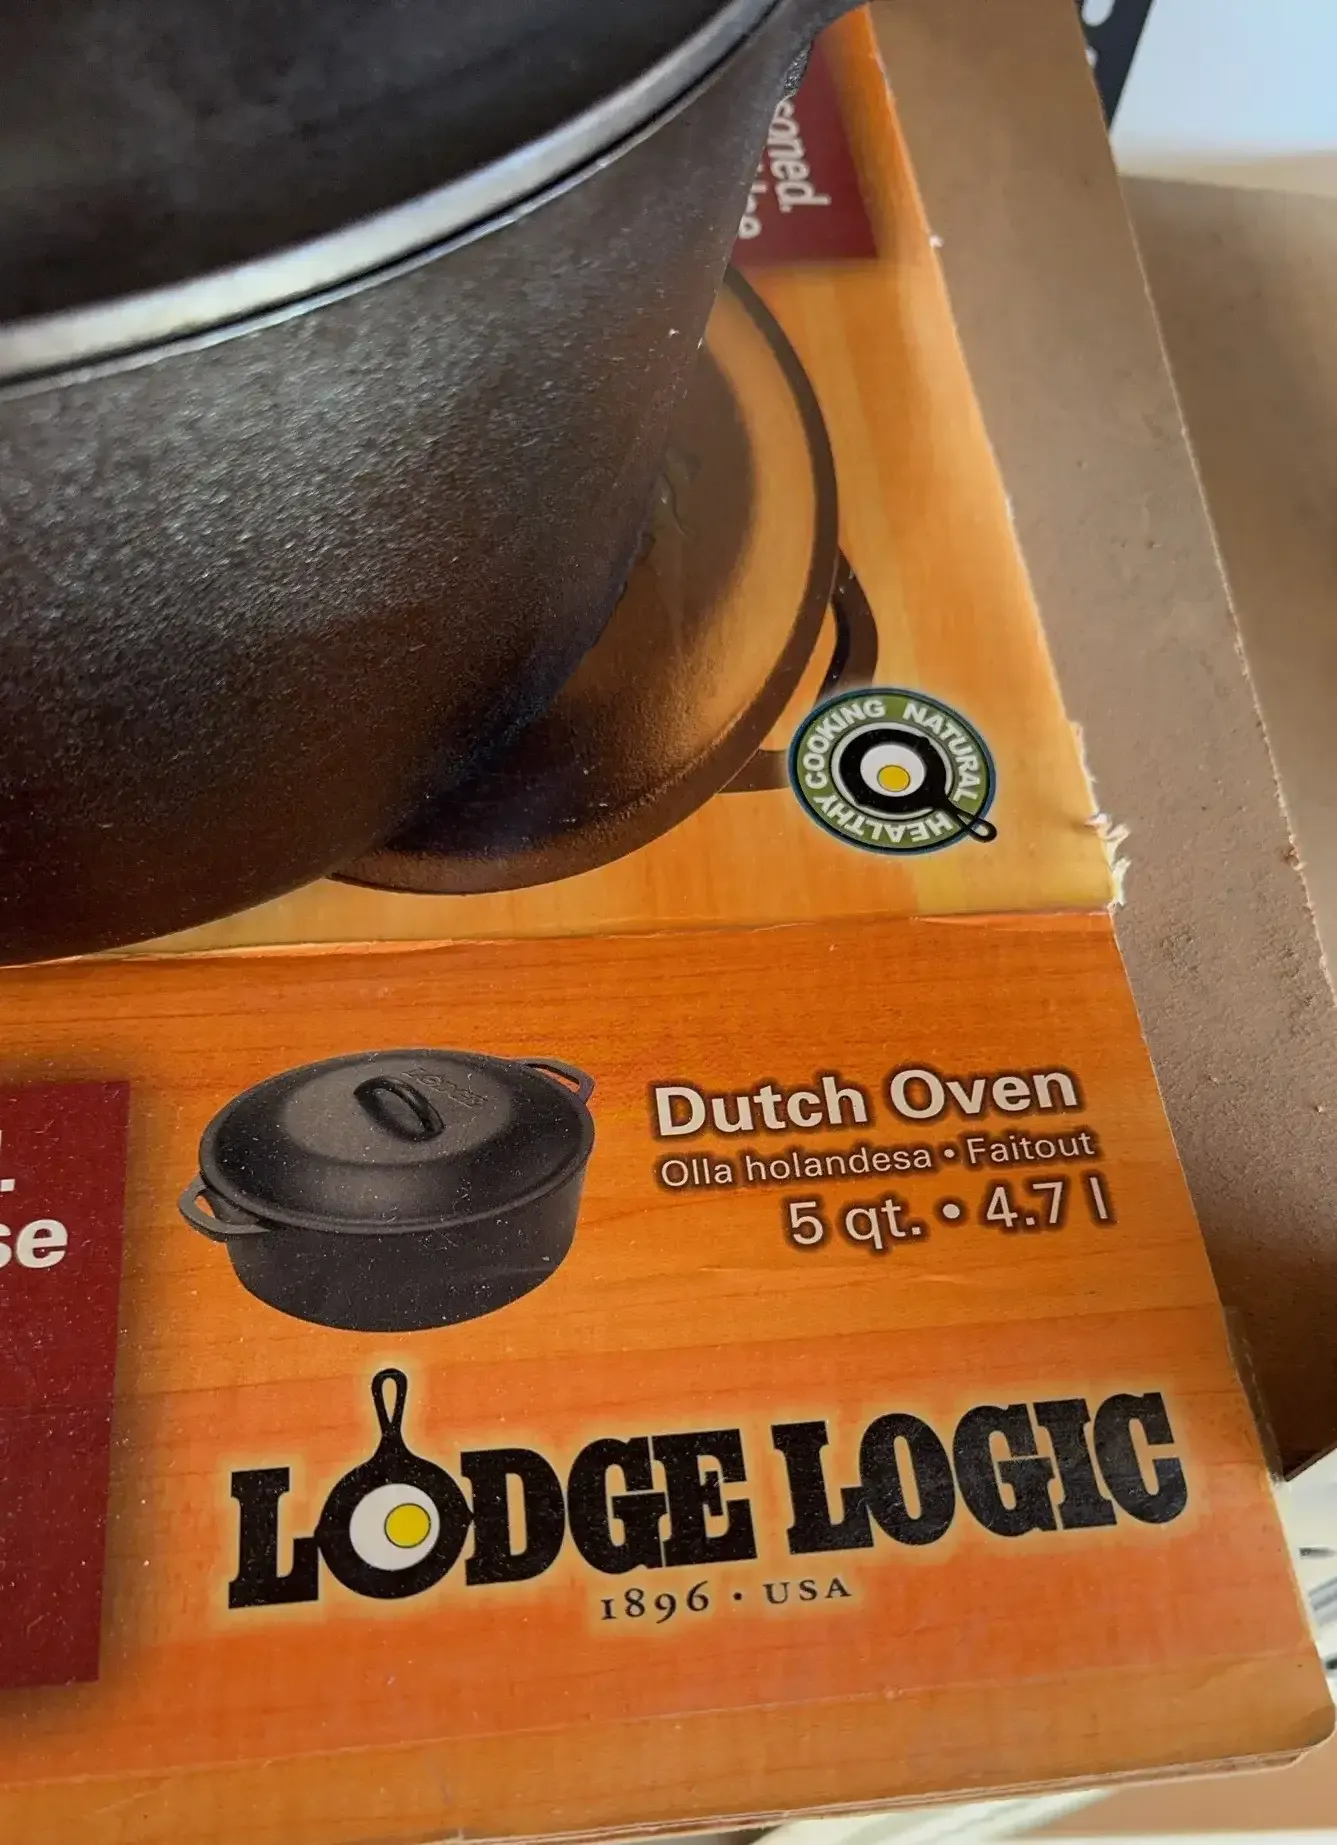 HEALTHY COOKING NATURAL
Dutch Oven
Olla holandesa • Faitout
5 qt. • 4.7 l
LODGE LOGIC
1896 • USA